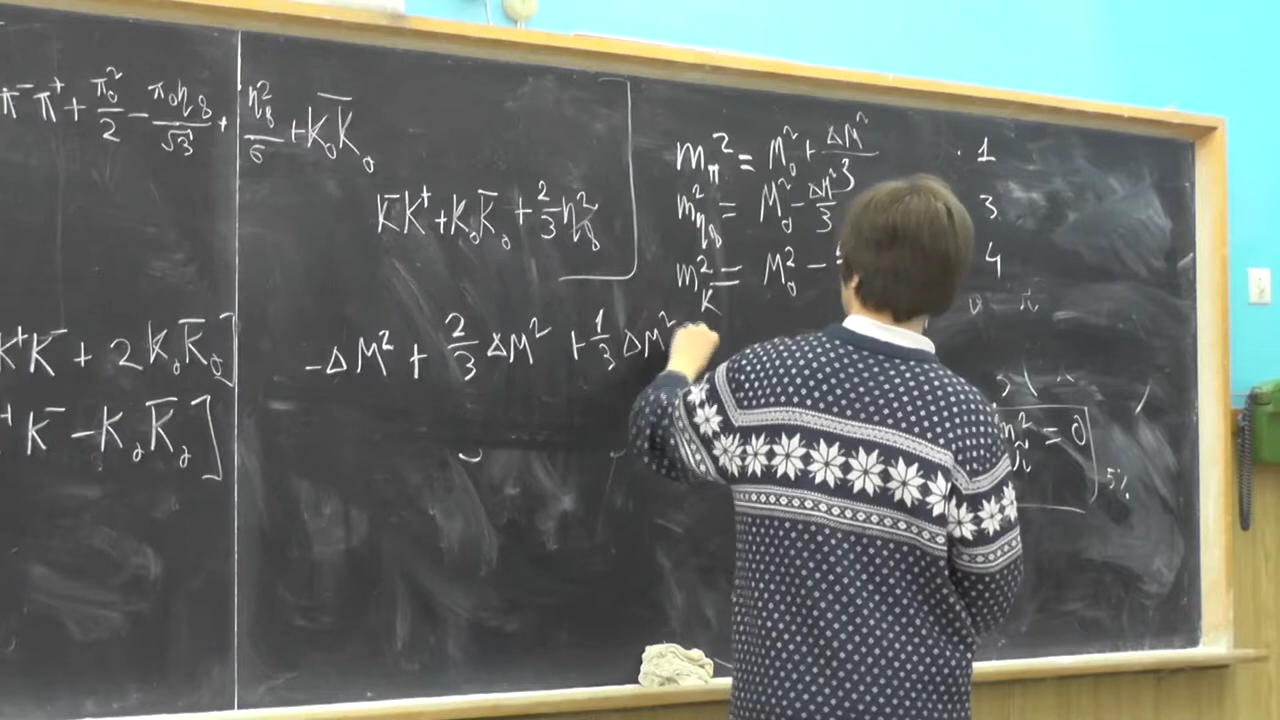 π⁻π⁺ + π₀²/2 − π₀η₈/√3 + η₈²/6 + K₀K̅₀
K⁻K⁺ + K₀K̅₀ + 2/3 η₈²
m_π² = M₀² + ΔM²/3 · 1
m_η₈² = M₀² − ΔM²/3 3
m_K² = M₀² − 4
K⁺K⁻ + 2K₀K̅₀]
⁺K⁻ − K₀K̅₀]
−ΔM² + 2/3 ΔM² + 1/3 ΔM²
² = 0
5%